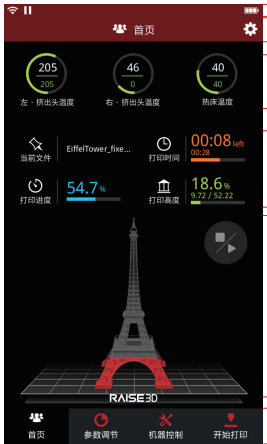 首页
205
205
左 - 挤出头温度
46
0
右 - 挤出头温度
40
40
热床温度
当前文件
EiffelTower_fixe...
打印时间
00:08 left
00:28
打印进度
54.7 %
打印高度
18.6 %
9.72 / 52.22
RAISE3D
首页
参数调节
机器控制
开始打印